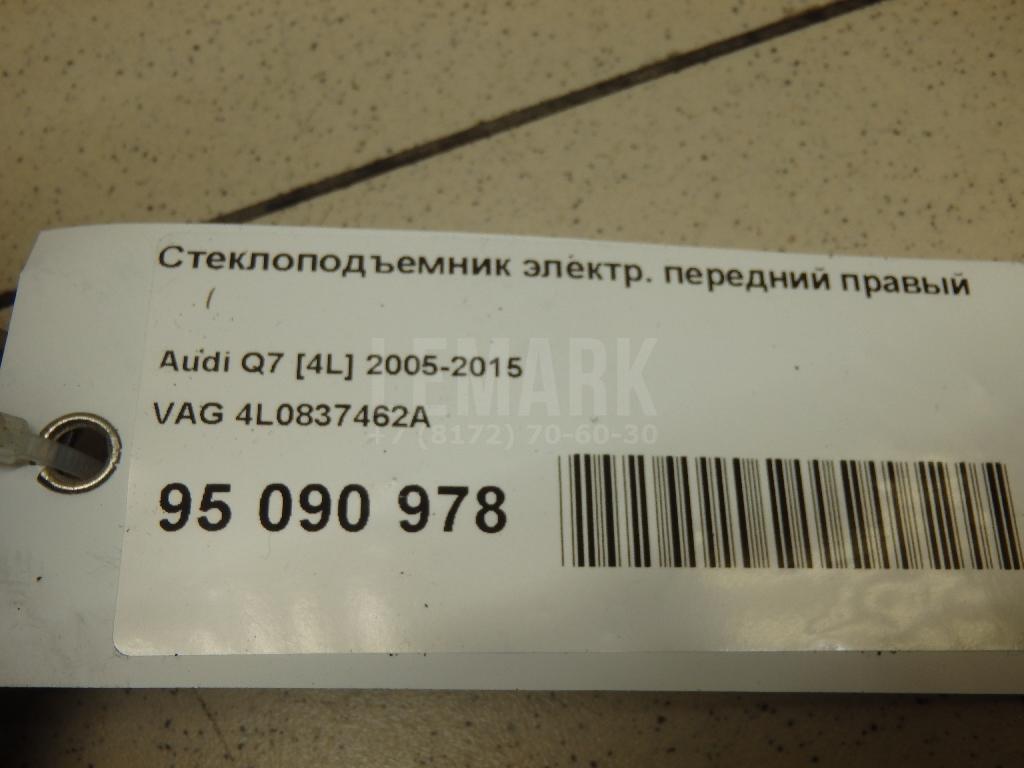 Стеклоподъемник электр. передний правый
(
Audi Q7 [4L] 2005-2015
LEMARK
VAG 4L0837462A
+7 (8172) 70-60-30
95 090 978